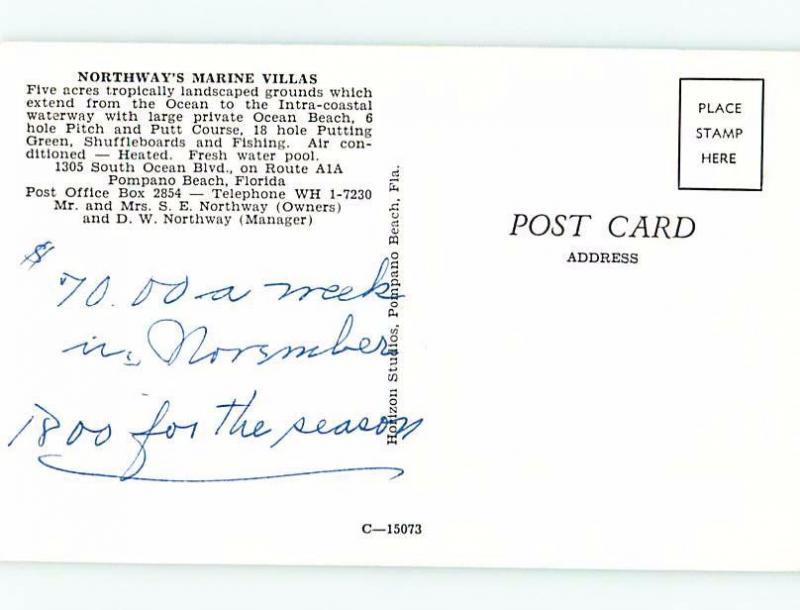 NORTHWAY'S MARINE VILLAS
Five acres tropically landscaped grounds which
extend from the Ocean to the Intra-coastal
waterway with large private Ocean Beach, 6
hole Pitch and Putt Course, 18 hole Putting
Green, Shuffleboards and Fishing. Air con-
ditioned — Heated. Fresh water pool.
1305 South Ocean Blvd., on Route A1A
Pompano Beach, Florida
Post Office Box 2854 — Telephone WH 1-7230
Mr. and Mrs. S. E. Northway (Owners)
and D. W. Northway (Manager)
$70.00 a week
in November
1800 for the season
Horizon Studios, Pompano Beach, Fla.
C—15073
PLACE
STAMP
HERE
POST CARD
ADDRESS